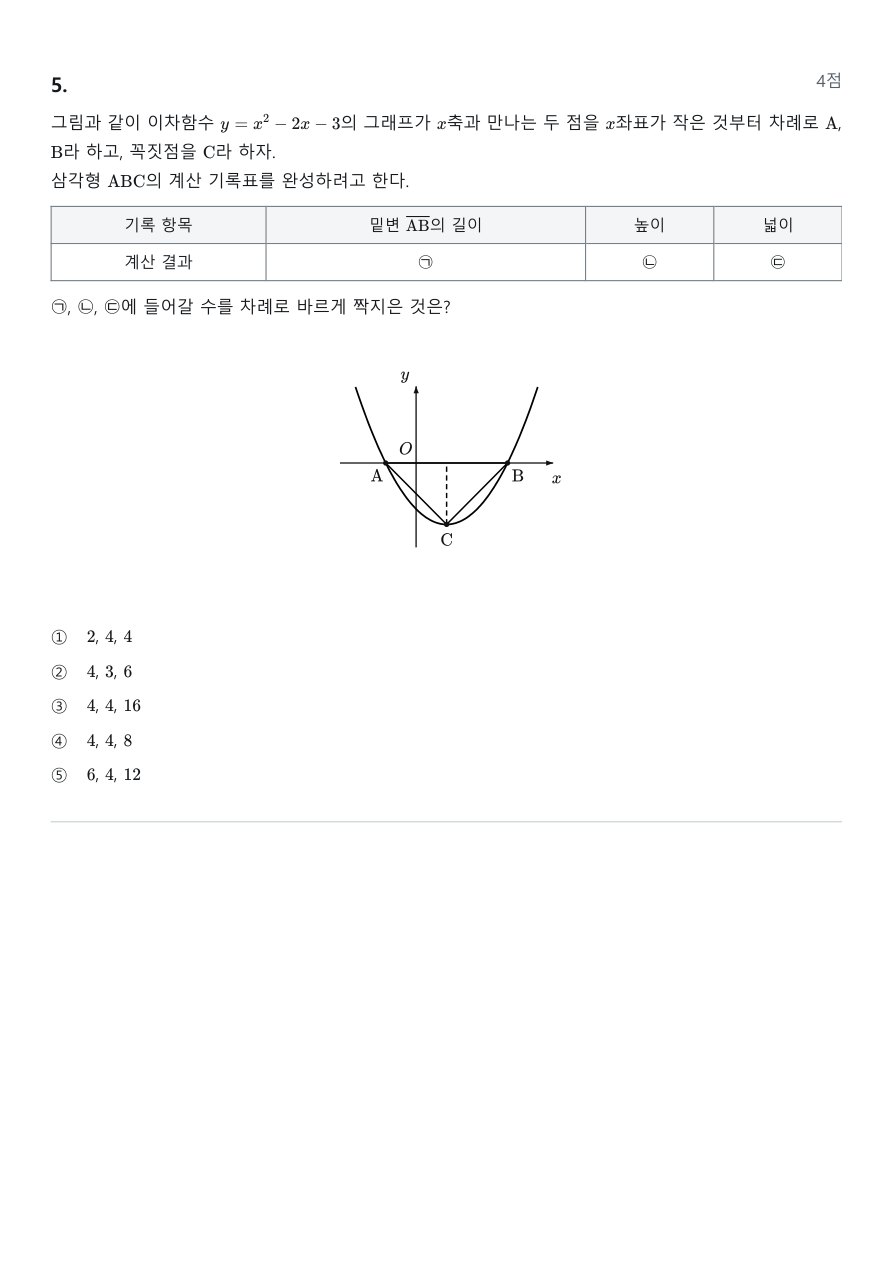 5.
4점
그림과 같이 이차함수 y = x² − 2x − 3의 그래프가 x축과 만나는 두 점을 x좌표가 작은 것부터 차례로 A,
B라 하고, 꼭짓점을 C라 하자.
삼각형 ABC의 계산 기록표를 완성하려고 한다.
기록 항목 밑변 A̅B̅의 길이 높이 넓이
계산 결과 ㉠ ㉡ ㉢
㉠, ㉡, ㉢에 들어갈 수를 차례로 바르게 짝지은 것은?
y
O
A B x
C
① 2, 4, 4
② 4, 3, 6
③ 4, 4, 16
④ 4, 4, 8
⑤ 6, 4, 12